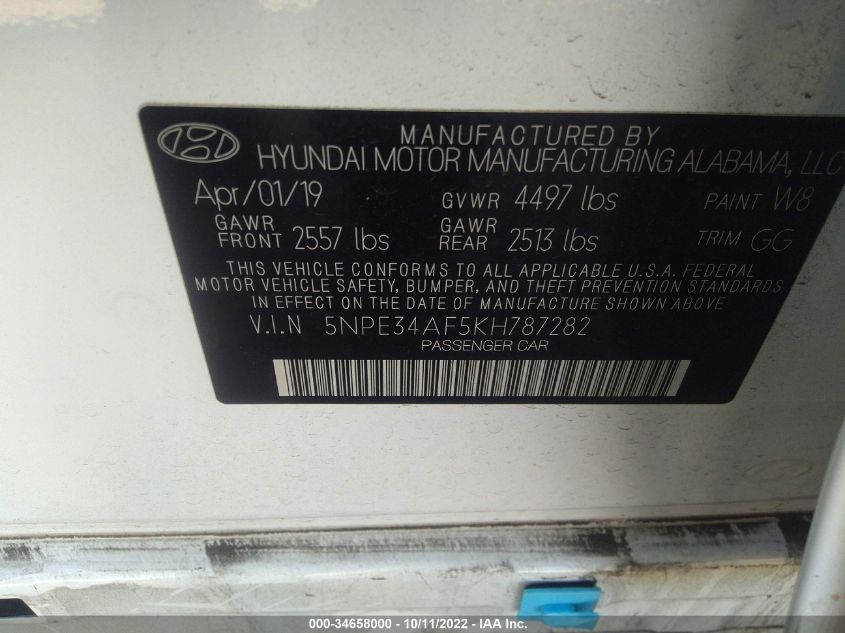 MANUFACTURED BY
HYUNDAI MOTOR MANUFACTURING ALABAMA, LLC
Apr/01/19 GVWR 4497 lbs PAINT W8
GAWR FRONT 2557 lbs GAWR REAR 2513 lbs TRIM GG
THIS VEHICLE CONFORMS TO ALL APPLICABLE U.S.A. FEDERAL
MOTOR VEHICLE SAFETY, BUMPER, AND THEFT PREVENTION STANDARDS
IN EFFECT ON THE DATE OF MANUFACTURE SHOWN ABOVE
V.I.N 5NPE34AF5KH787282
PASSENGER CAR
000-34658000 - 10/11/2022 - IAA Inc.